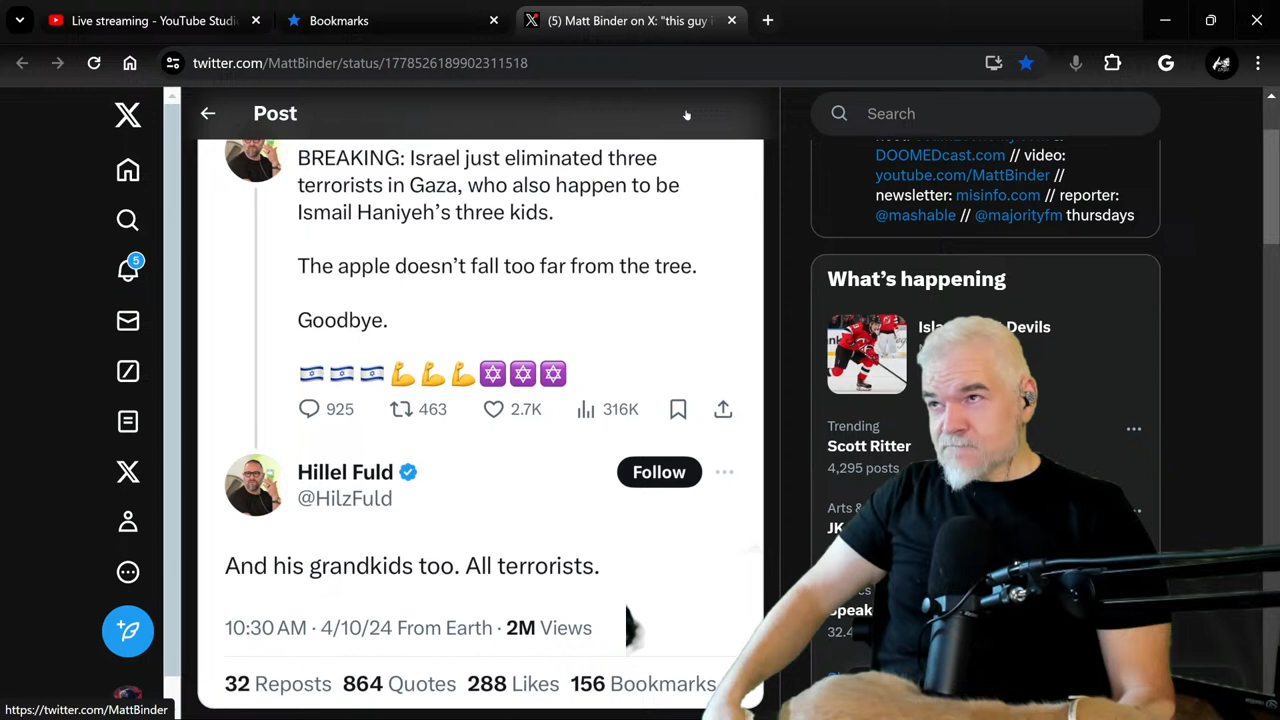 Live streaming - YouTube Studi
Bookmarks
(5) Matt Binder on X: "this guy i
twitter.com/MattBinder/status/1778526189902311518
G
Post
Search
BREAKING: Israel just eliminated three
terrorists in Gaza, who also happen to be
Ismail Haniyeh’s three kids.
The apple doesn’t fall too far from the tree.
Goodbye.
925 463 2.7K 316K
Hillel Fuld
@HilzFuld
Follow
And his grandkids too. All terrorists.
10:30 AM · 4/10/24 From Earth · 2M Views
32 Reposts 864 Quotes 288 Likes 156 Bookmarks
5
DOOMEDcast.com // video:
youtube.com/MattBinder //
newsletter: misinfo.com // reporter:
@mashable // @majorityfm thursdays
What’s happening
Devils
Trending
Scott Ritter
4,295 posts
Arts &
JK
Speak
32.4
https://twitter.com/MattBinder